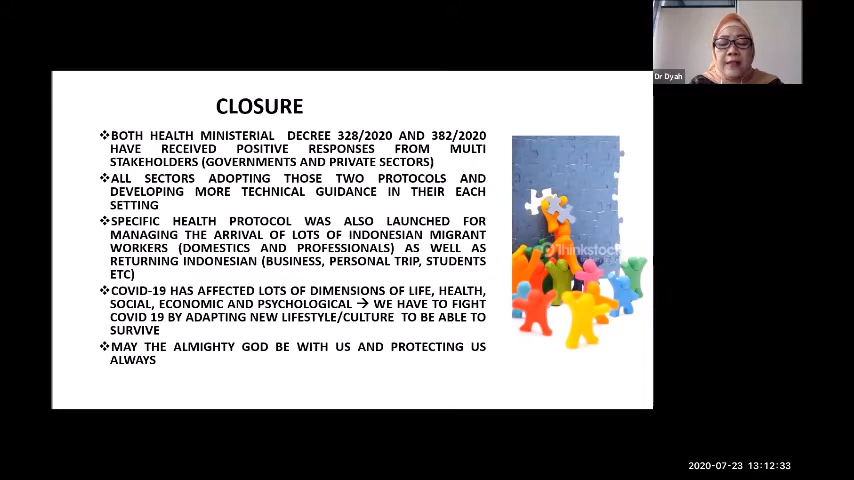 CLOSURE
❖BOTH HEALTH MINISTERIAL DECREE 328/2020 AND 382/2020
HAVE RECEIVED POSITIVE RESPONSES FROM MULTI
STAKEHOLDERS (GOVERNMENTS AND PRIVATE SECTORS)
❖ALL SECTORS ADOPTING THOSE TWO PROTOCOLS AND
DEVELOPING MORE TECHNICAL GUIDANCE IN THEIR EACH
SETTING
❖SPECIFIC HEALTH PROTOCOL WAS ALSO LAUNCHED FOR
MANAGING THE ARRIVAL OF LOTS OF INDONESIAN MIGRANT
WORKERS (DOMESTICS AND PROFESSIONALS) AS WELL AS
RETURNING INDONESIAN (BUSINESS, PERSONAL TRIP, STUDENTS
ETC)
❖COVID-19 HAS AFFECTED LOTS OF DIMENSIONS OF LIFE, HEALTH,
SOCIAL, ECONOMIC AND PSYCHOLOGICAL → WE HAVE TO FIGHT
COVID 19 BY ADAPTING NEW LIFESTYLE/CULTURE TO BE ABLE TO
SURVIVE
❖MAY THE ALMIGHTY GOD BE WITH US AND PROTECTING US
ALWAYS
Thinkstock
Dr Dyah
2020-07-23 13:12:33